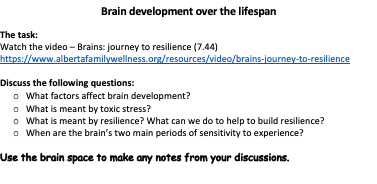 Brain development over the lifespan
The task:
Watch the video – Brains: journey to resilience (7.44)
https://www.albertafamilywellness.org/resources/video/brains-journey-to-resilience
Discuss the following questions:
o What factors affect brain development?
o What is meant by toxic stress?
o What is meant by resilience? What can we do to help to build resilience?
o When are the brain's two main periods of sensitivity to experience?
Use the brain space to make any notes from your discussions.